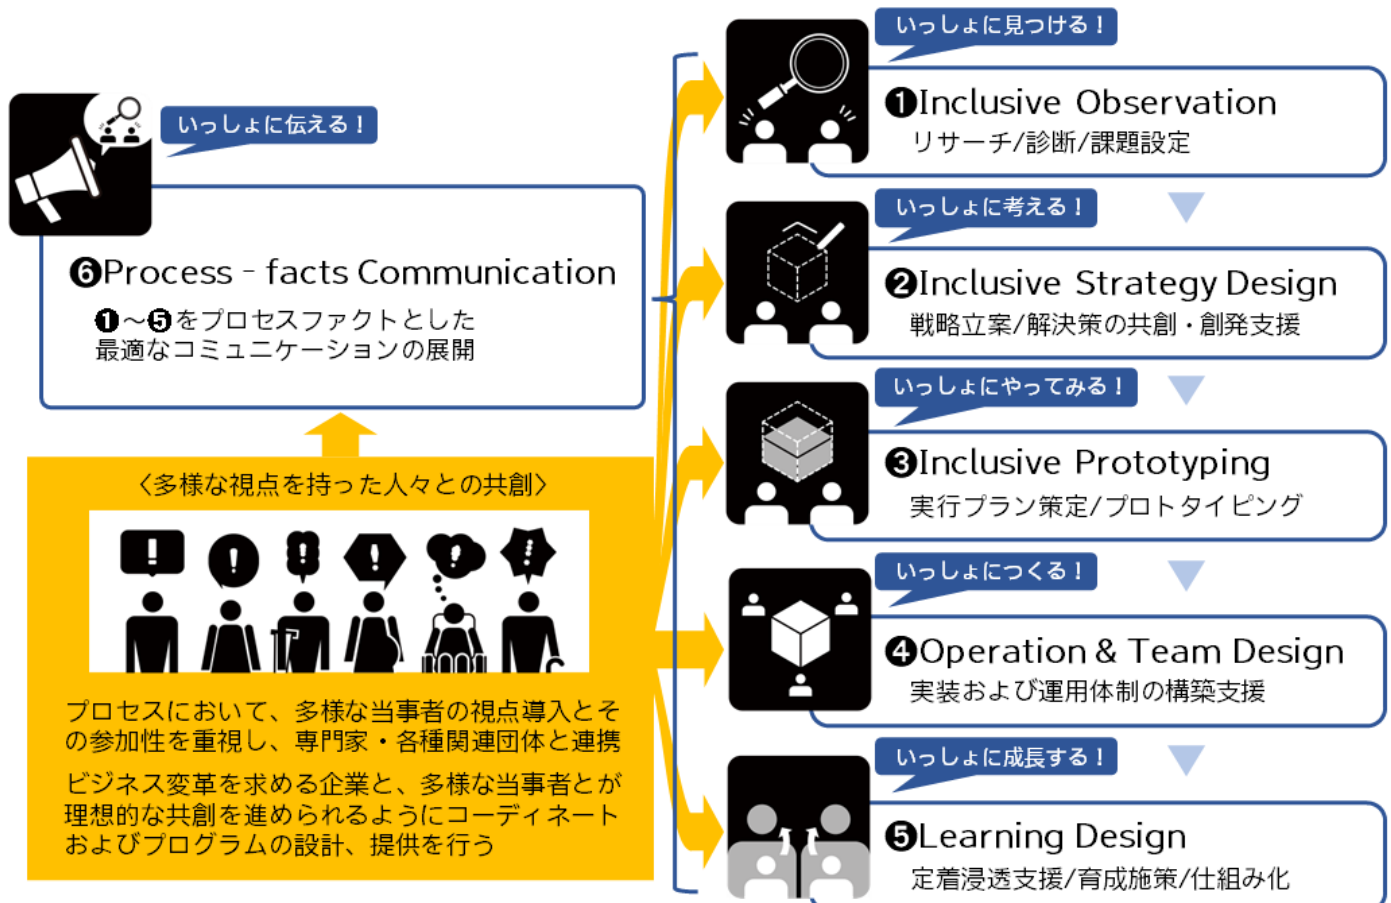 いっしょに見つける！
❶Inclusive Observation
リサーチ/診断/課題設定
いっしょに考える！
❷Inclusive Strategy Design
戦略立案/解決策の共創・創発支援
いっしょにやってみる！
❸Inclusive Prototyping
実行プラン策定/プロトタイピング
いっしょにつくる！
❹Operation & Team Design
実装および運用体制の構築支援
いっしょに成長する！
❺Learning Design
定着浸透支援/育成施策/仕組み化
いっしょに伝える！
❻Process - facts Communication
❶～❺をプロセスファクトとした
最適なコミュニケーションの展開
〈多様な視点を持った人々との共創〉
プロセスにおいて、多様な当事者の視点導入とそ
の参加性を重視し、専門家・各種関連団体と連携
ビジネス変革を求める企業と、多様な当事者とが
理想的な共創を進められるようにコーディネート
およびプログラムの設計、提供を行う